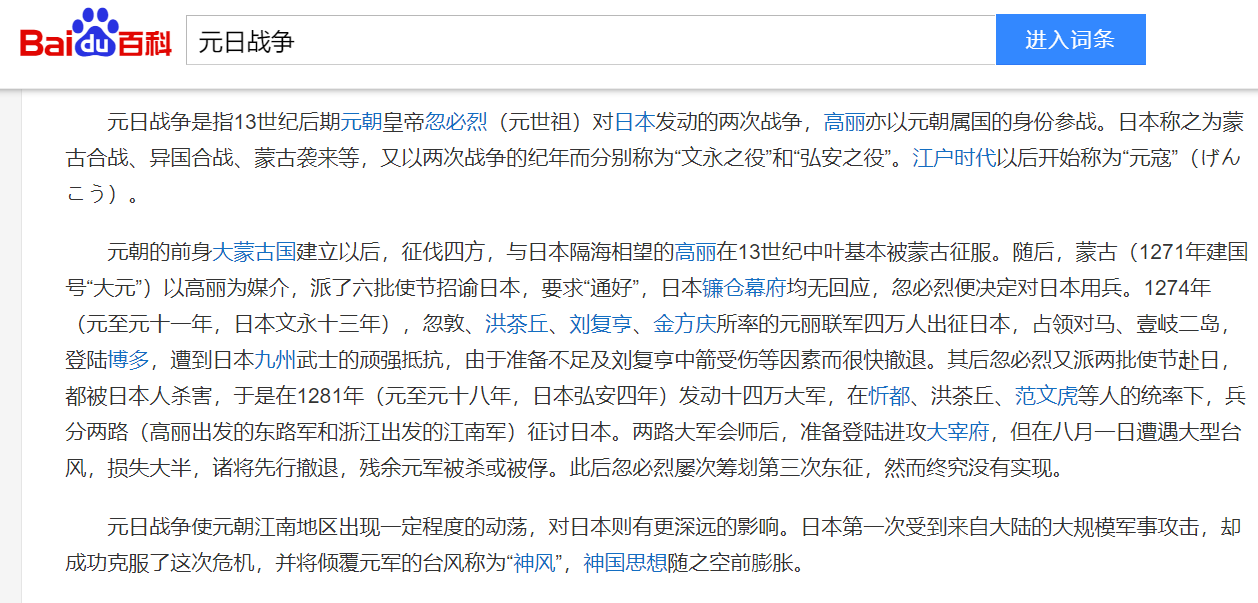 Bai du 百科
元日战争
进入词条
元日战争是指13世纪后期元朝皇帝忽必烈（元世祖）对日本发动的两次战争，高丽亦以元朝属国的身份参战。日本称之为蒙
古合战、异国合战、蒙古袭来等，又以两次战争的纪年而分别称为“文永之役”和“弘安之役”。江户时代以后开始称为“元寇”（げん
こう）。
元朝的前身大蒙古国建立以后，征伐四方，与日本隔海相望的高丽在13世纪中叶基本被蒙古征服。随后，蒙古（1271年建国
号“大元”）以高丽为媒介，派了六批使节招谕日本，要求“通好”，日本镰仓幕府均无回应，忽必烈便决定对日本用兵。1274年
（元至元十一年，日本文永十三年），忽敦、洪茶丘、刘复亨、金方庆所率的元丽联军四万人出征日本，占领对马、壹岐二岛，
登陆博多，遭到日本九州武士的顽强抵抗，由于准备不足及刘复亨中箭受伤等因素而很快撤退。其后忽必烈又派两批使节赴日，
都被日本人杀害，于是在1281年（元至元十八年，日本弘安四年）发动十四万大军，在忻都、洪茶丘、范文虎等人的统率下，兵
分两路（高丽出发的东路军和浙江出发的江南军）征讨日本。两路大军会师后，准备登陆进攻大宰府，但在八月一日遭遇大型台
风，损失大半，诸将先行撤退，残余元军被杀或被俘。此后忽必烈屡次筹划第三次东征，然而终究没有实现。
元日战争使元朝江南地区出现一定程度的动荡，对日本则有更深远的影响。日本第一次受到来自大陆的大规模军事攻击，却
成功克服了这次危机，并将倾覆元军的台风称为“神风”，神国思想随之空前膨胀。